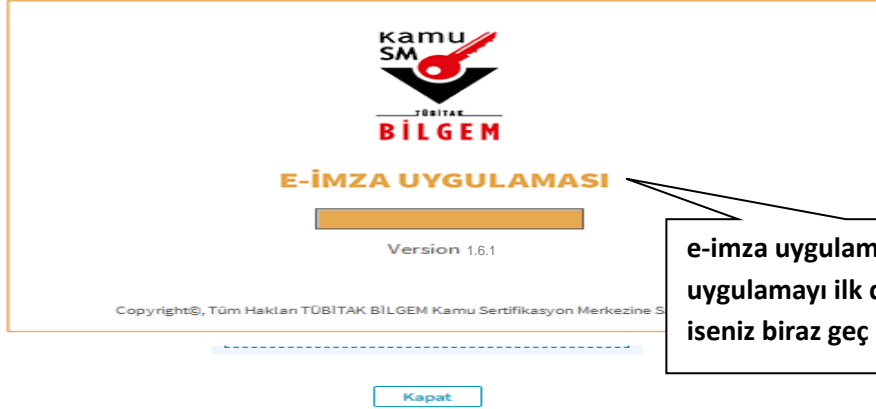 Kamu
SM
TÜBİTAK
BİLGEM
E-İMZA UYGULAMASI
Version 1.6.1
e-imza uygulam
uygulamayı ilk
iseniz biraz geç
Copyright©, Tüm Hakları TÜBİTAK BİLGEM Kamu Sertifikasyon Merkezine
Kapat